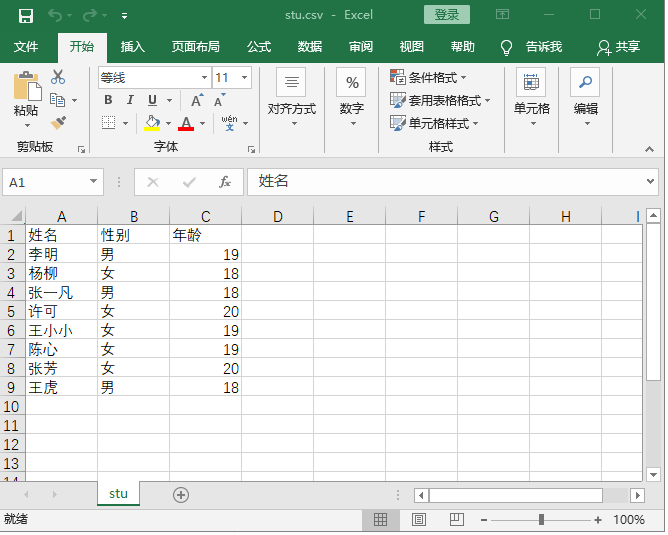 stu.csv - Excel
登录
文件 开始 插入 页面布局 公式 数据 审阅 视图 帮助 告诉我 共享
粘贴
等线 11
B I U A A
A wén 文
对齐方式
%
数字
条件格式
套用表格格式
单元格样式
单元格
编辑
剪贴板 字体 样式
A1 fx 姓名
A B C D E F G H I
1 姓名 性别 年龄
2 李明 男 19
3 杨柳 女 18
4 张一凡 男 18
5 许可 女 20
6 王小小 女 19
7 陈心 女 19
8 张芳 女 20
9 王虎 男 18
10
11
12
13
14
stu
就绪 100%